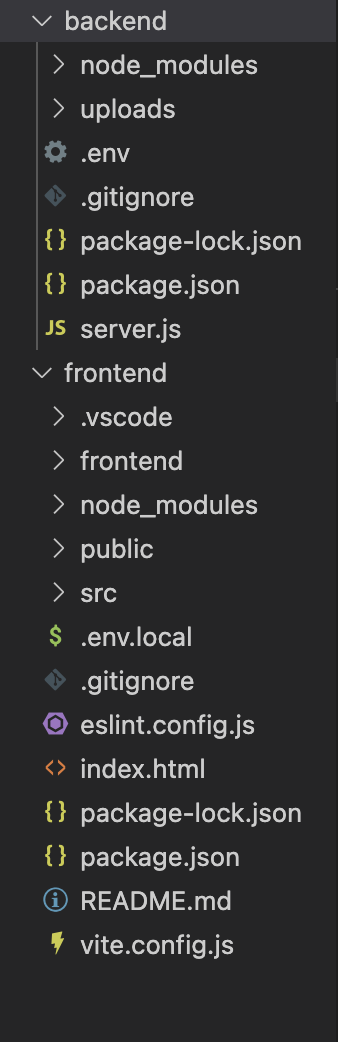 backend
node_modules
uploads
.env
.gitignore
{} package-lock.json
{} package.json
JS server.js
frontend
.vscode
frontend
node_modules
public
src
$ .env.local
.gitignore
eslint.config.js
<> index.html
{} package-lock.json
{} package.json
README.md
vite.config.js